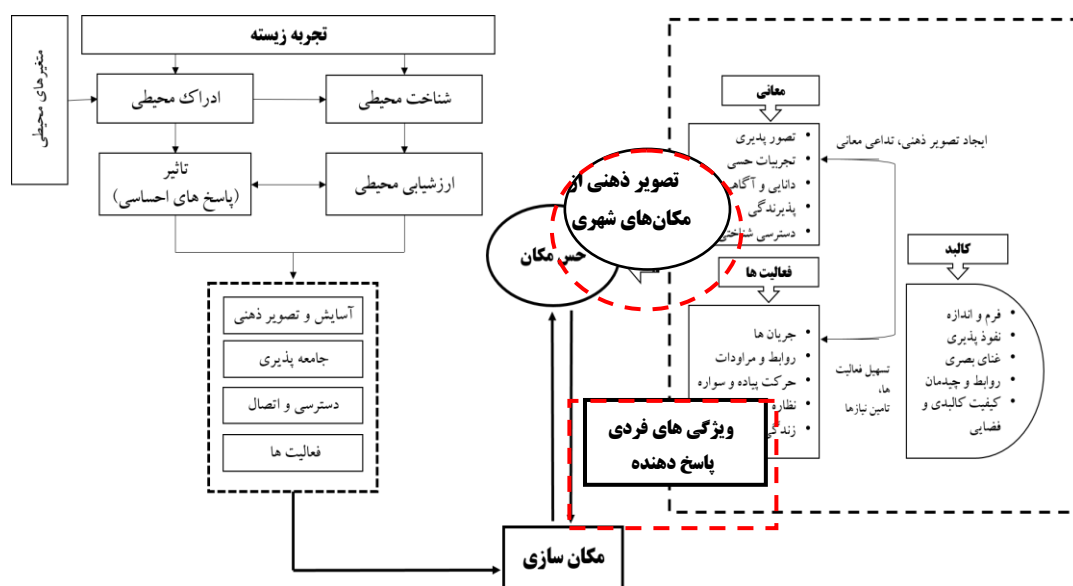 تجربه زیسته
متغیرهای محیطی
ادراک محیطی
شناخت محیطی
تاثیر
(پاسخ های احساسی)
ارزشیابی محیطی
آسایش و تصویر ذهنی
جامعه پذیری
دسترسی و اتصال
فعالیت ها
مکان سازی
حس مکان
تصویر ذهنی از
مکان‌های شهری
معانی
• تصور پذیری
• تجربیات حسی
• دانایی و
• پذیرندگی
• دسترسی
ایجاد تصویر ذهنی، تداعی معانی
فعالیت ها
• جریان ها
• روابط و مراودات
• حرکت پیاده و سواره
• نظاره
•
تسهیل فعالیت
ها،
تامین نیازها
ویژگی های فردی
پاسخ دهنده
کالبد
• فرم و اندازه
• نفوذ پذیری
• غنای بصری
• روابط و چیدمان
• کیفیت کالبدی و
فضایی